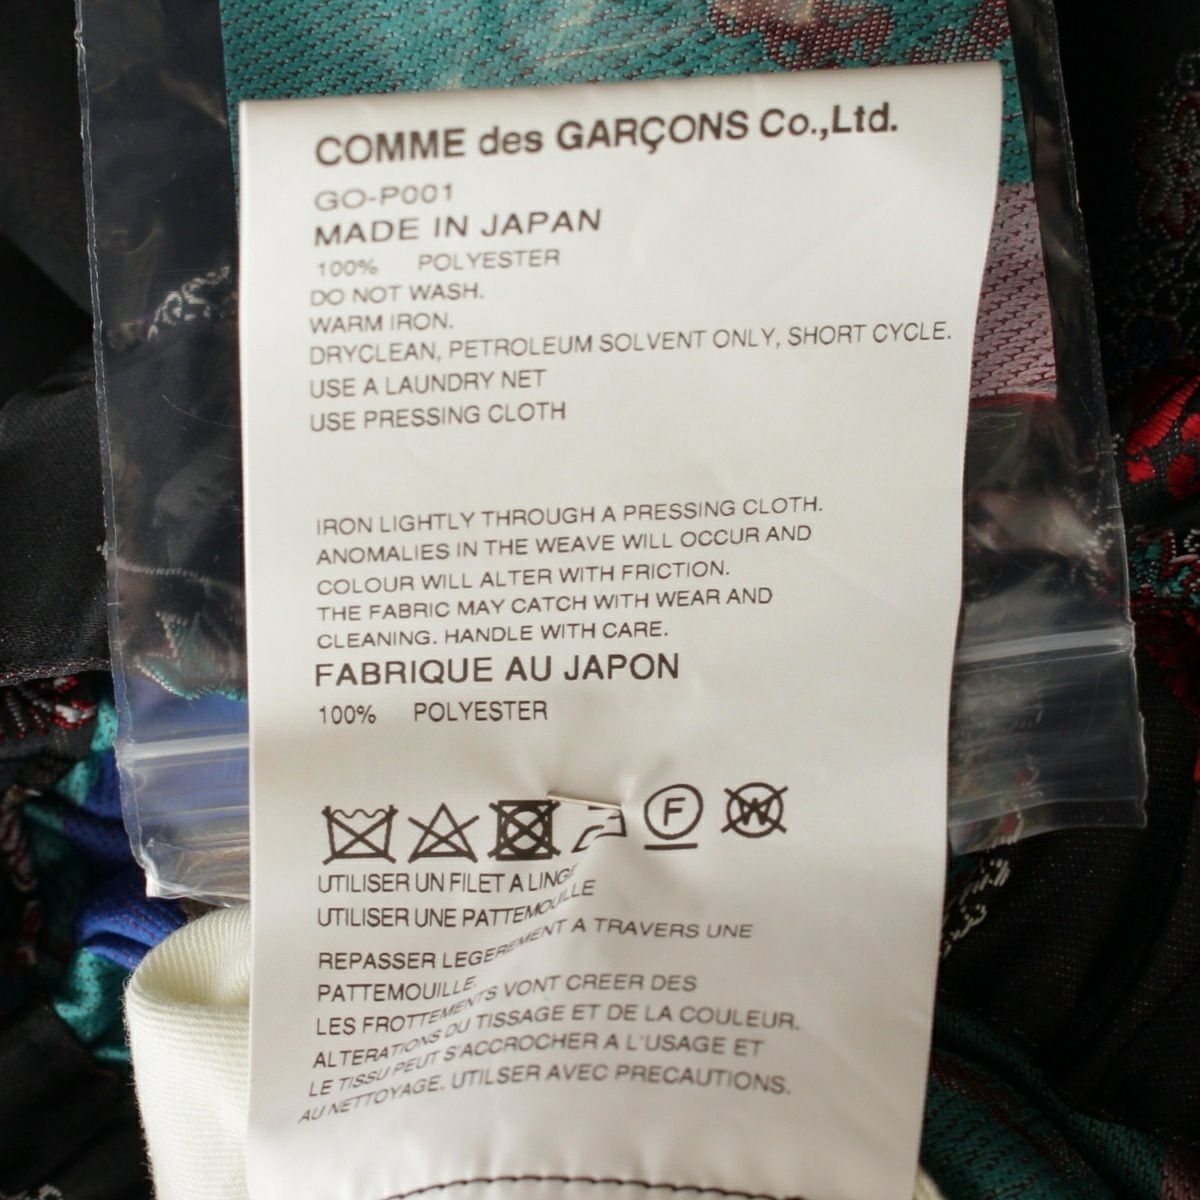 COMME des GARÇONS Co.,Ltd.
GO-P001
MADE IN JAPAN
100% POLYESTER
DO NOT WASH.
WARM IRON.
DRYCLEAN, PETROLEUM SOLVENT ONLY, SHORT CYCLE.
USE A LAUNDRY NET
USE PRESSING CLOTH
IRON LIGHTLY THROUGH A PRESSING CLOTH.
ANOMALIES IN THE WEAVE WILL OCCUR AND
COLOUR WILL ALTER WITH FRICTION.
THE FABRIC MAY CATCH WITH WEAR AND
CLEANING. HANDLE WITH CARE.
FABRIQUE AU JAPON
100% POLYESTER
F W
UTILISER UN FILET A LINGE
UTILISER UNE PATTEMOUILLE
REPASSER LEGEREMENT A TRAVERS UNE
PATTEMOUILLE.
LES FROTTEMENTS VONT CREER DES
ALTERATIONS DU TISSAGE ET DE LA COULEUR.
LE TISSU PEUT S'ACCROCHER A L'USAGE ET
AU NETTOYAGE. UTILSER AVEC PRECAUTIONS.